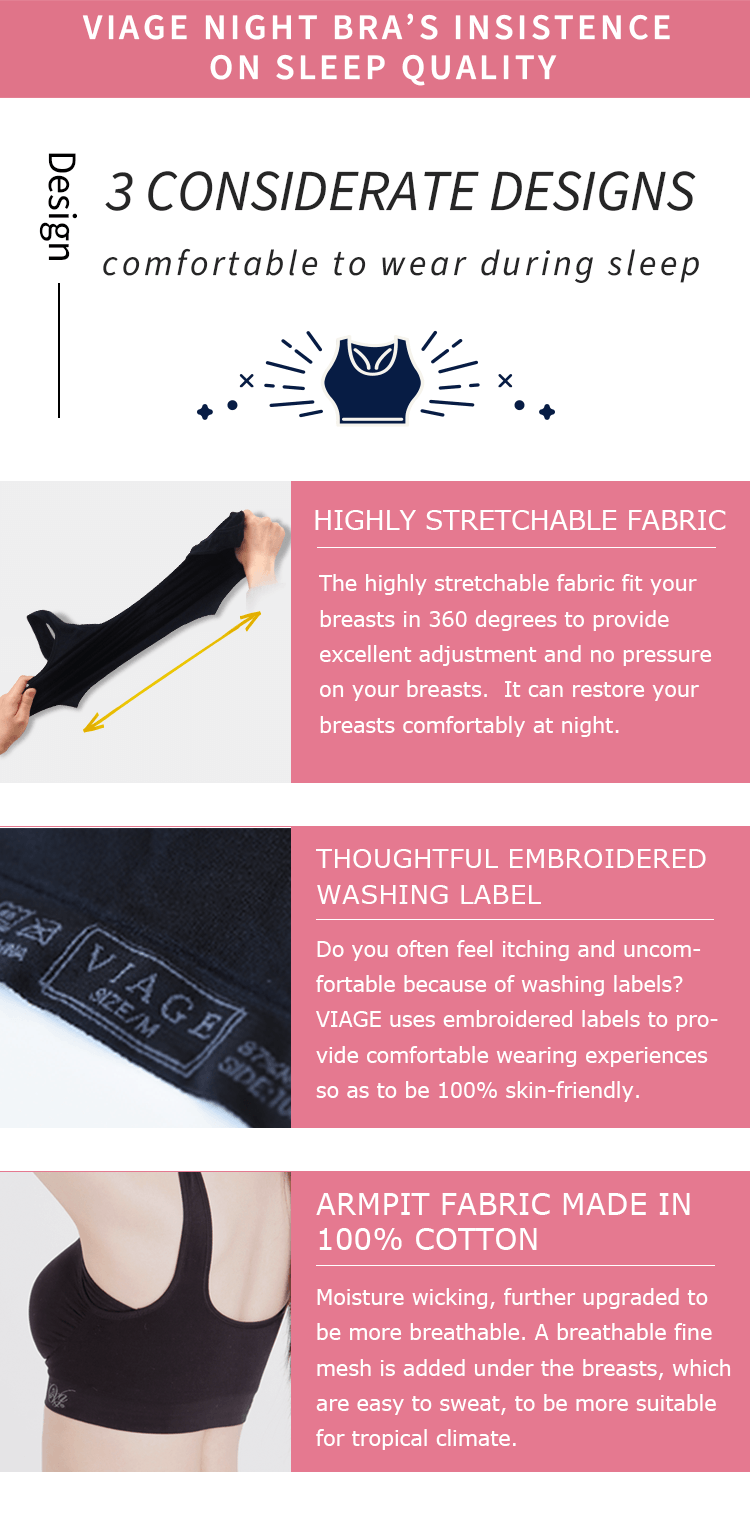 VIAGE NIGHT BRA’S INSISTENCE
ON SLEEP QUALITY
Design
3 CONSIDERATE DESIGNS
comfortable to wear during sleep
HIGHLY STRETCHABLE FABRIC
The highly stretchable fabric fit your
breasts in 360 degrees to provide
excellent adjustment and no pressure
on your breasts.  It can restore your
breasts comfortably at night.
THOUGHTFUL EMBROIDERED
WASHING LABEL
Do you often feel itching and uncom-
fortable because of washing labels?
VIAGE uses embroidered labels to pro-
vide comfortable wearing experiences
so as to be 100% skin-friendly.
VIAGE
SIZE/M
ARMPIT FABRIC MADE IN
100% COTTON
Moisture wicking, further upgraded to
be more breathable. A breathable fine
mesh is added under the breasts, which
are easy to sweat, to be more suitable
for tropical climate.